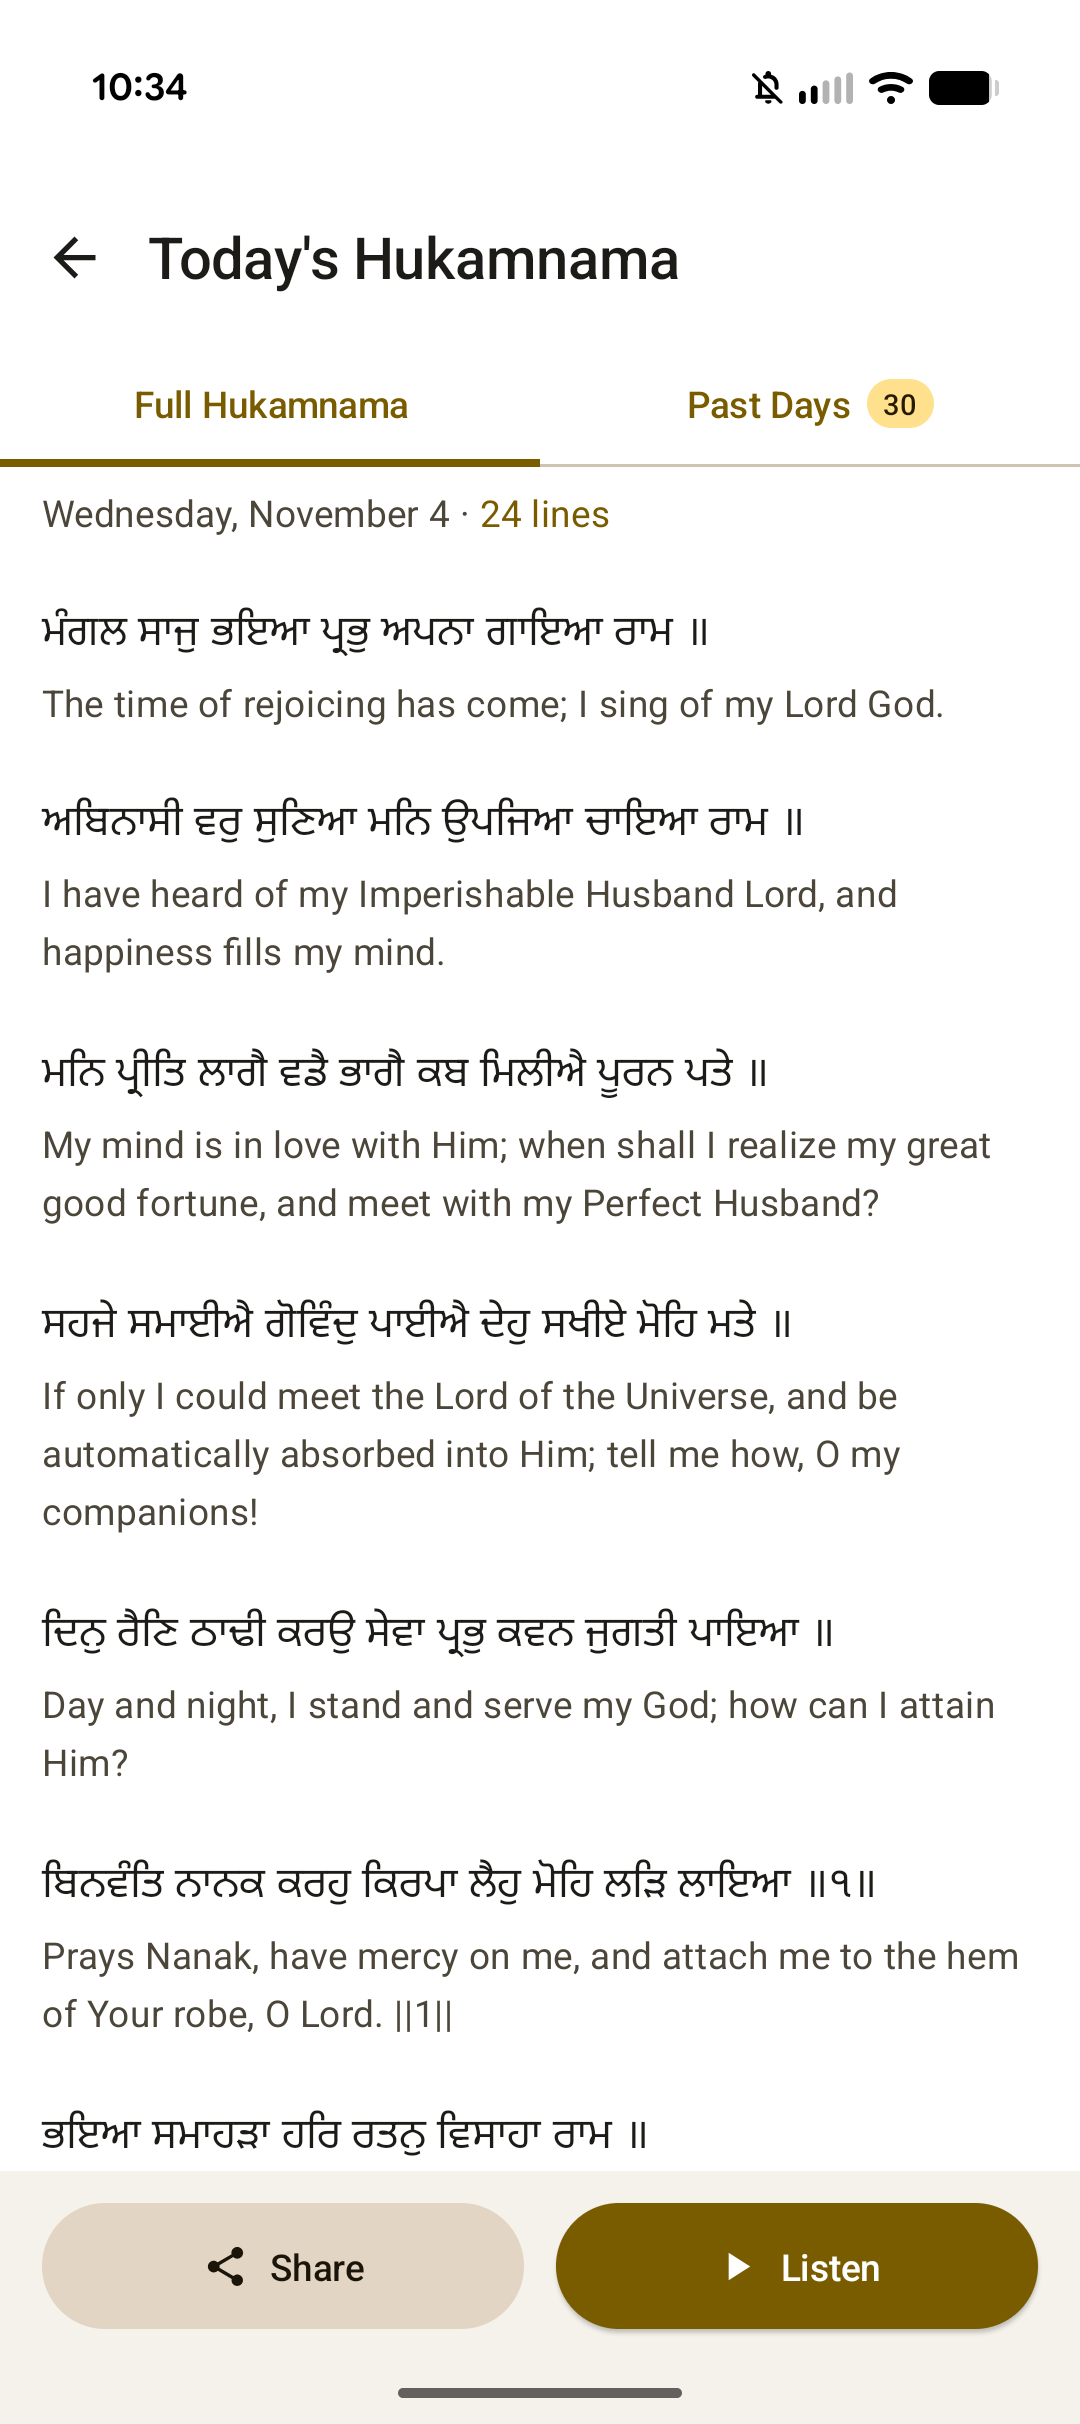 10:34
Today's Hukamnama
Full Hukamnama
Past Days 30
Wednesday, November 4 · 24 lines
ਮੰਗਲ ਸਾਜੁ ਭਇਆ ਪ੍ਰਭੁ ਅਪਨਾ ਗਾਇਆ ਰਾਮ ॥
The time of rejoicing has come; I sing of my Lord God.
ਅਬਿਨਾਸੀ ਵਰੁ ਸੁਣਿਆ ਮਨਿ ਉਪਜਿਆ ਚਾਇਆ ਰਾਮ ॥
I have heard of my Imperishable Husband Lord, and
happiness fills my mind.
ਮਨਿ ਪ੍ਰੀਤਿ ਲਾਗੈ ਵਡੈ ਭਾਗੈ ਕਬ ਮਿਲੀਐ ਪੂਰਨ ਪਤੇ ॥
My mind is in love with Him; when shall I realize my great
good fortune, and meet with my Perfect Husband?
ਸਹਜੇ ਸਮਾਈਐ ਗੋਵਿੰਦੁ ਪਾਈਐ ਦੇਹੁ ਸਖੀਏ ਮੋਹਿ ਮਤੇ ॥
If only I could meet the Lord of the Universe, and be
automatically absorbed into Him; tell me how, O my
companions!
ਦਿਨੁ ਰੈਣਿ ਠਾਢੀ ਕਰਉ ਸੇਵਾ ਪ੍ਰਭੁ ਕਵਨ ਜੁਗਤੀ ਪਾਇਆ ॥
Day and night, I stand and serve my God; how can I attain
Him?
ਬਿਨਵੰਤਿ ਨਾਨਕ ਕਰਹੁ ਕਿਰਪਾ ਲੈਹੁ ਮੋਹਿ ਲੜਿ ਲਾਇਆ ॥੧॥
Prays Nanak, have mercy on me, and attach me to the hem
of Your robe, O Lord. ||1||
ਭਇਆ ਸਮਾਹੜਾ ਹਰਿ ਰਤਨੁ ਵਿਸਾਹਾ ਰਾਮ ॥
Share
Listen